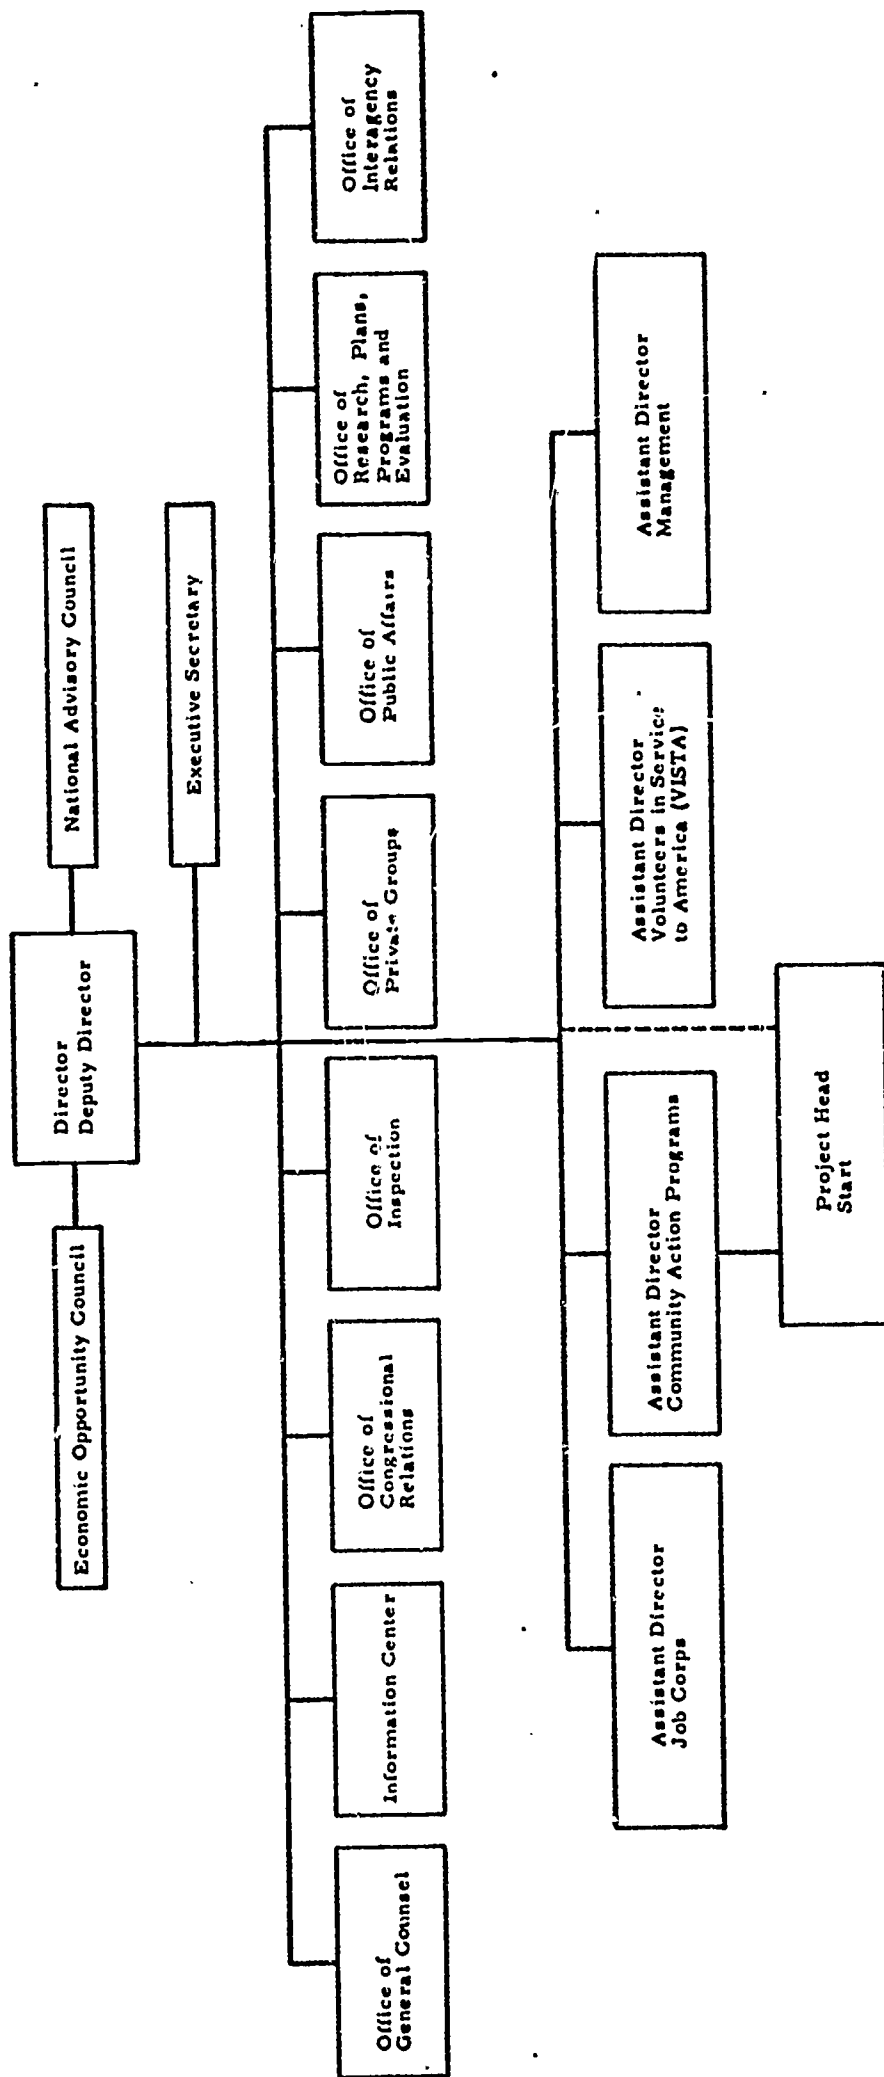 Economic Opportunity Council
Director
Deputy Director
National Advisory Council
Executive Secretary
Office of
General Counsel
Information Center
Office of
Congressional
Relations
Office of
Inspection
Office of
Private Groups
Office of
Public Affairs
Office of
Research, Plans,
Programs and
Evaluation
Office of
Interagency
Relations
Assistant Director
Job Corps
Assistant Director
Community Action Programs
Assistant Director
Volunteers in Service
to America (VISTA)
Assistant Director
Management
Project Head
Start